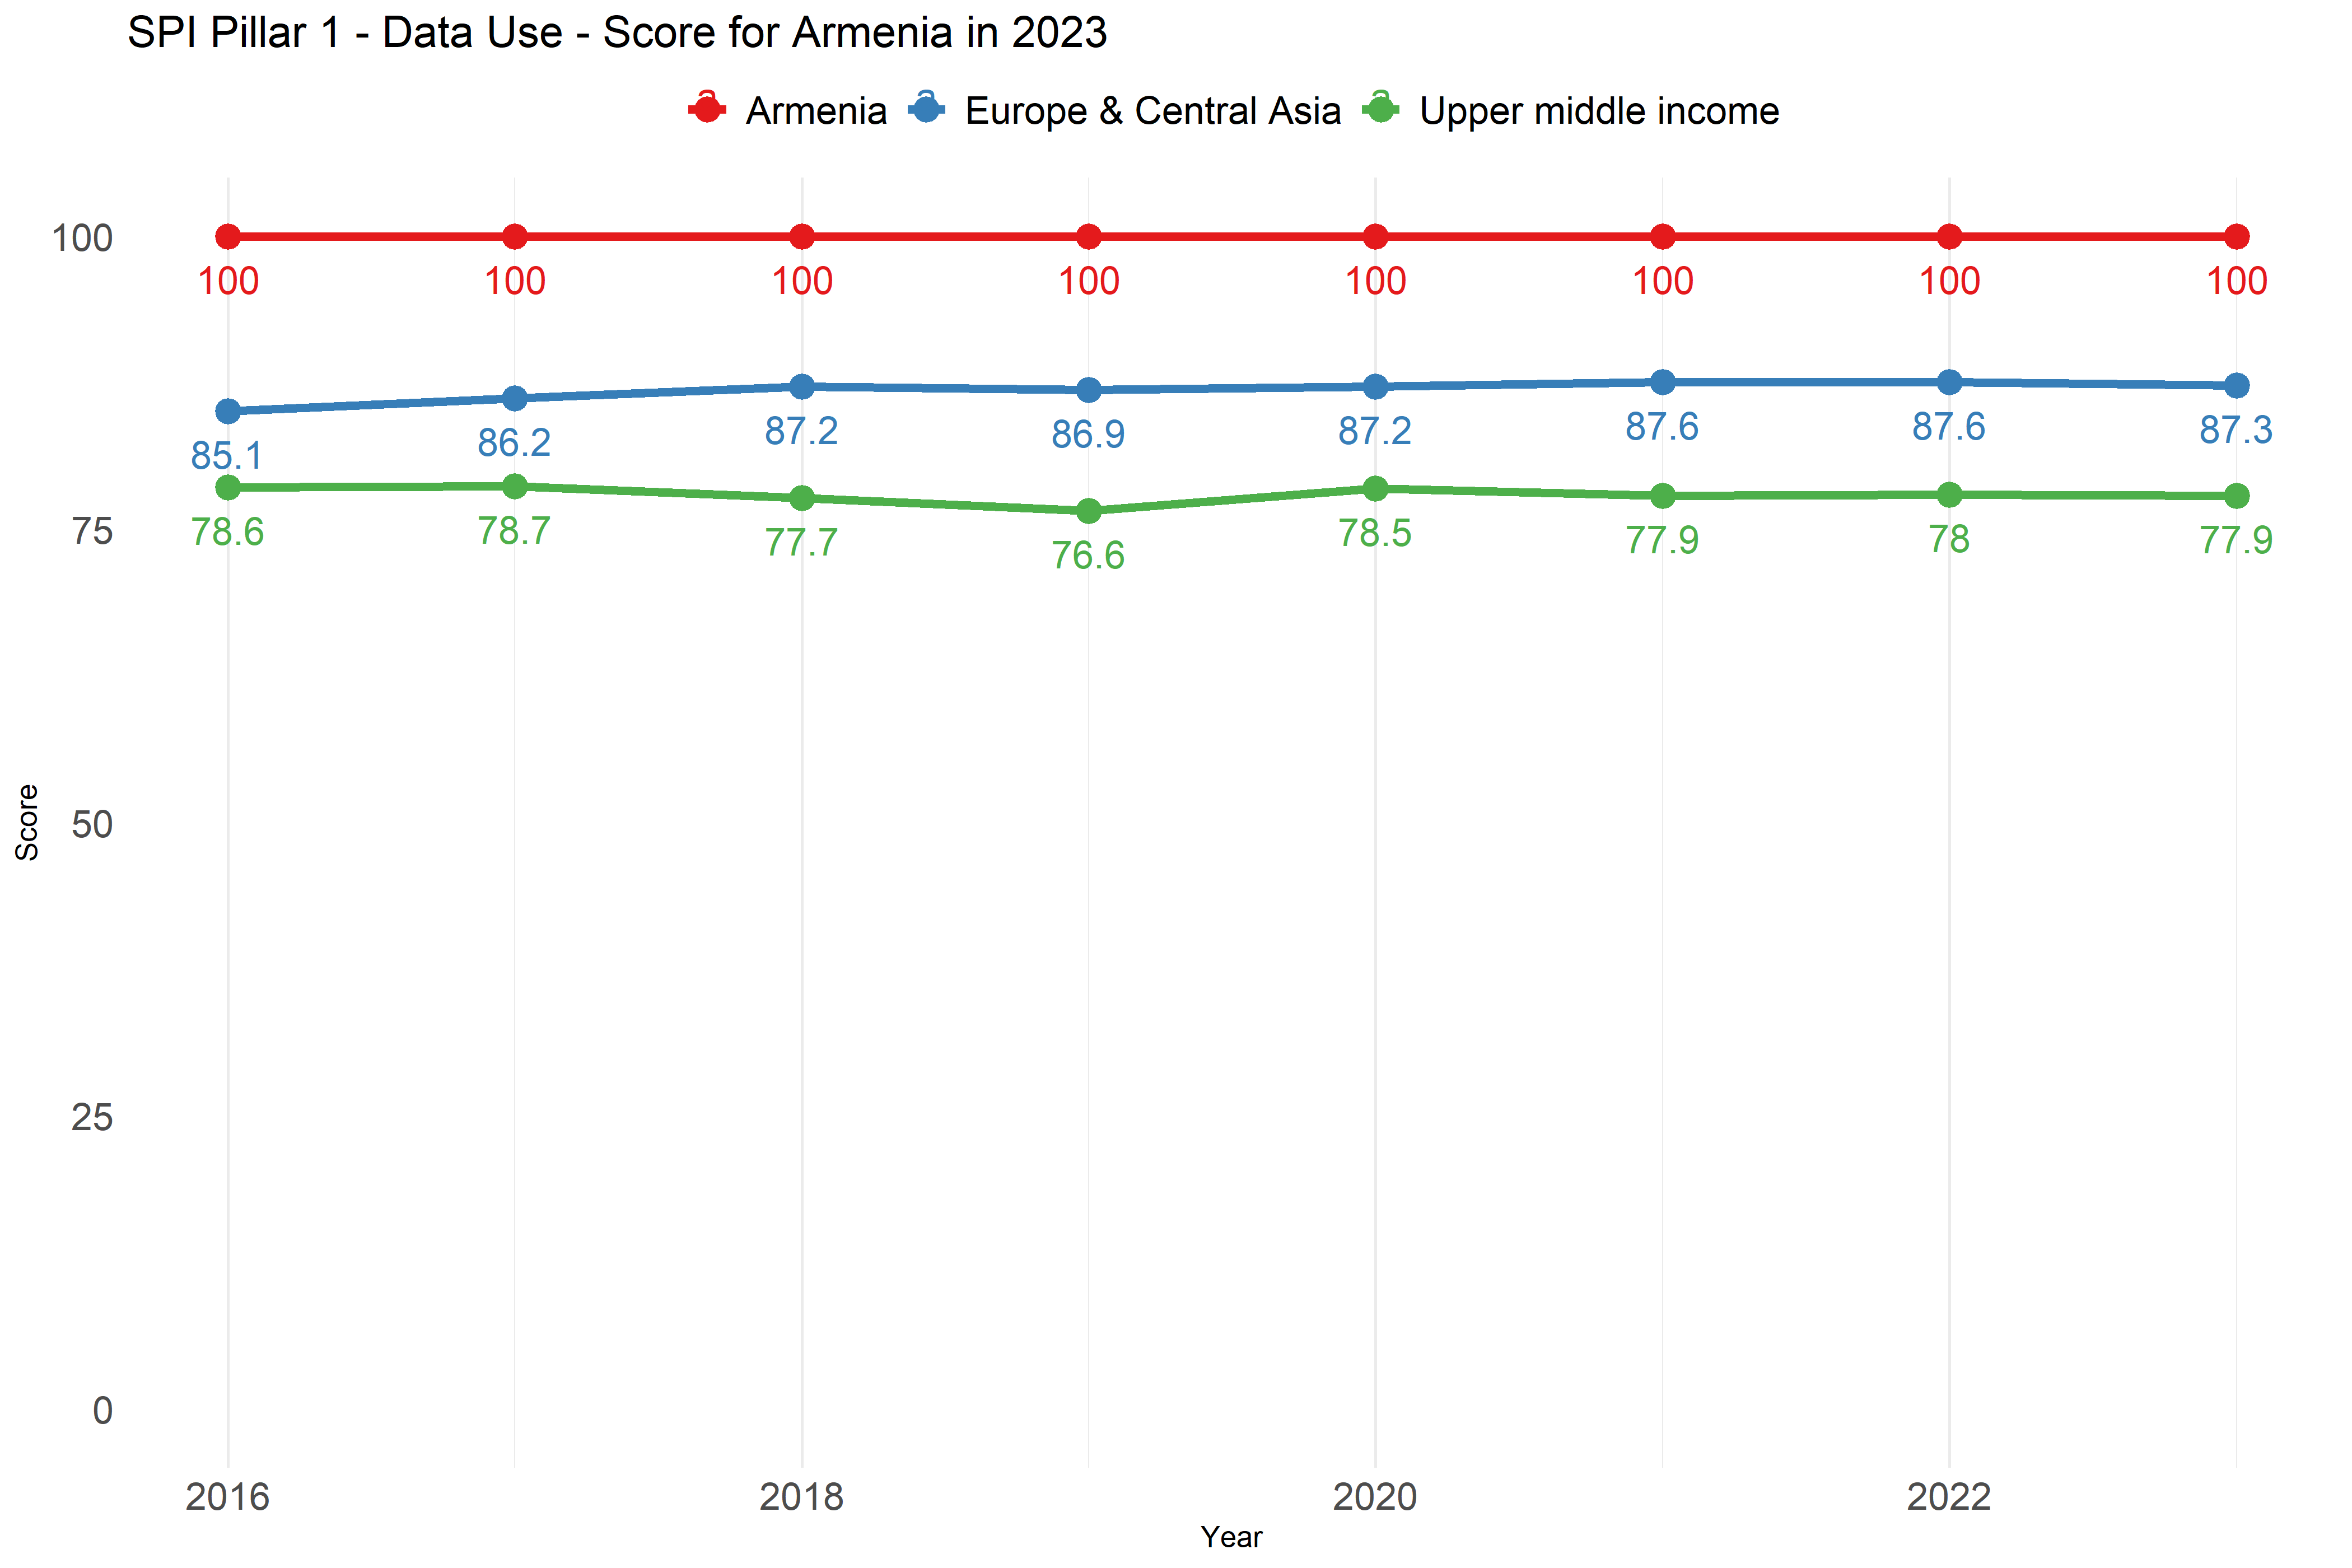 SPI Pillar 1 - Data Use - Score for Armenia in 2023
Armenia Europe & Central Asia Upper middle income
100
100 100 100 100 100 100 100 100
85.1 86.2 87.2 86.9 87.2 87.6 87.6 87.3
75
78.6 78.7 77.7 76.6 78.5 77.9 78 77.9
50
Score
25
0
2016 2018 2020 2022
Year